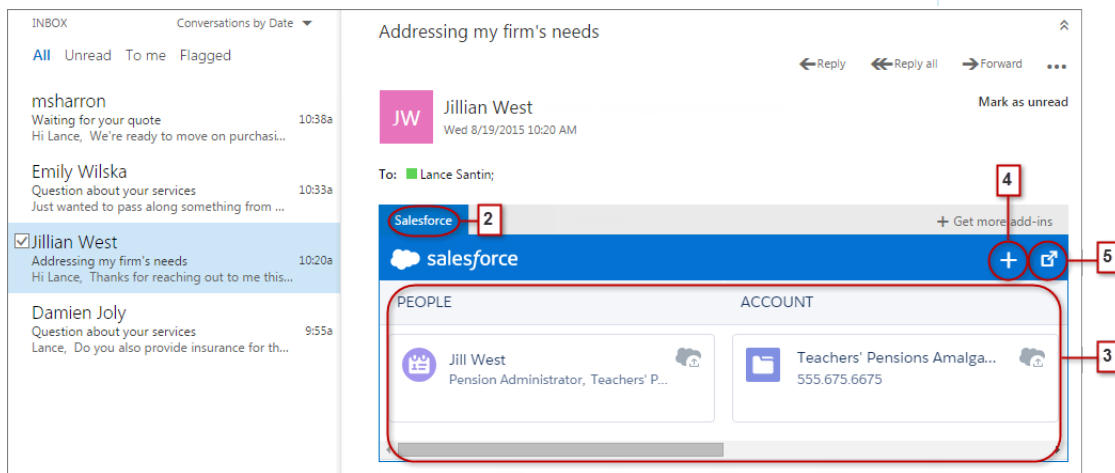 INBOX
Conversations by Date
All Unread To me Flagged
msharron
Waiting for your quote 10:38a
Hi Lance, We're ready to move on purchasi...
Emily Wilska
Question about your services 10:33a
Just wanted to pass along something from ...
Jillian West
Addressing my firm's needs 10:20a
Hi Lance, Thanks for reaching out to me this...
Damien Joly
Question about your services 9:55a
Lance, Do you also provide insurance for th...
Addressing my firm's needs
Reply Reply all Forward ...
JW
Jillian West
Mark as unread
Wed 8/19/2015 10:20 AM
To: Lance Santin;
4
Salesforce
2
+ Get more add-ins
salesforce
+
5
PEOPLE ACCOUNT
3
Jill West
Pension Administrator, Teachers' P...
Teachers' Pensions Amalga...
555.675.6675